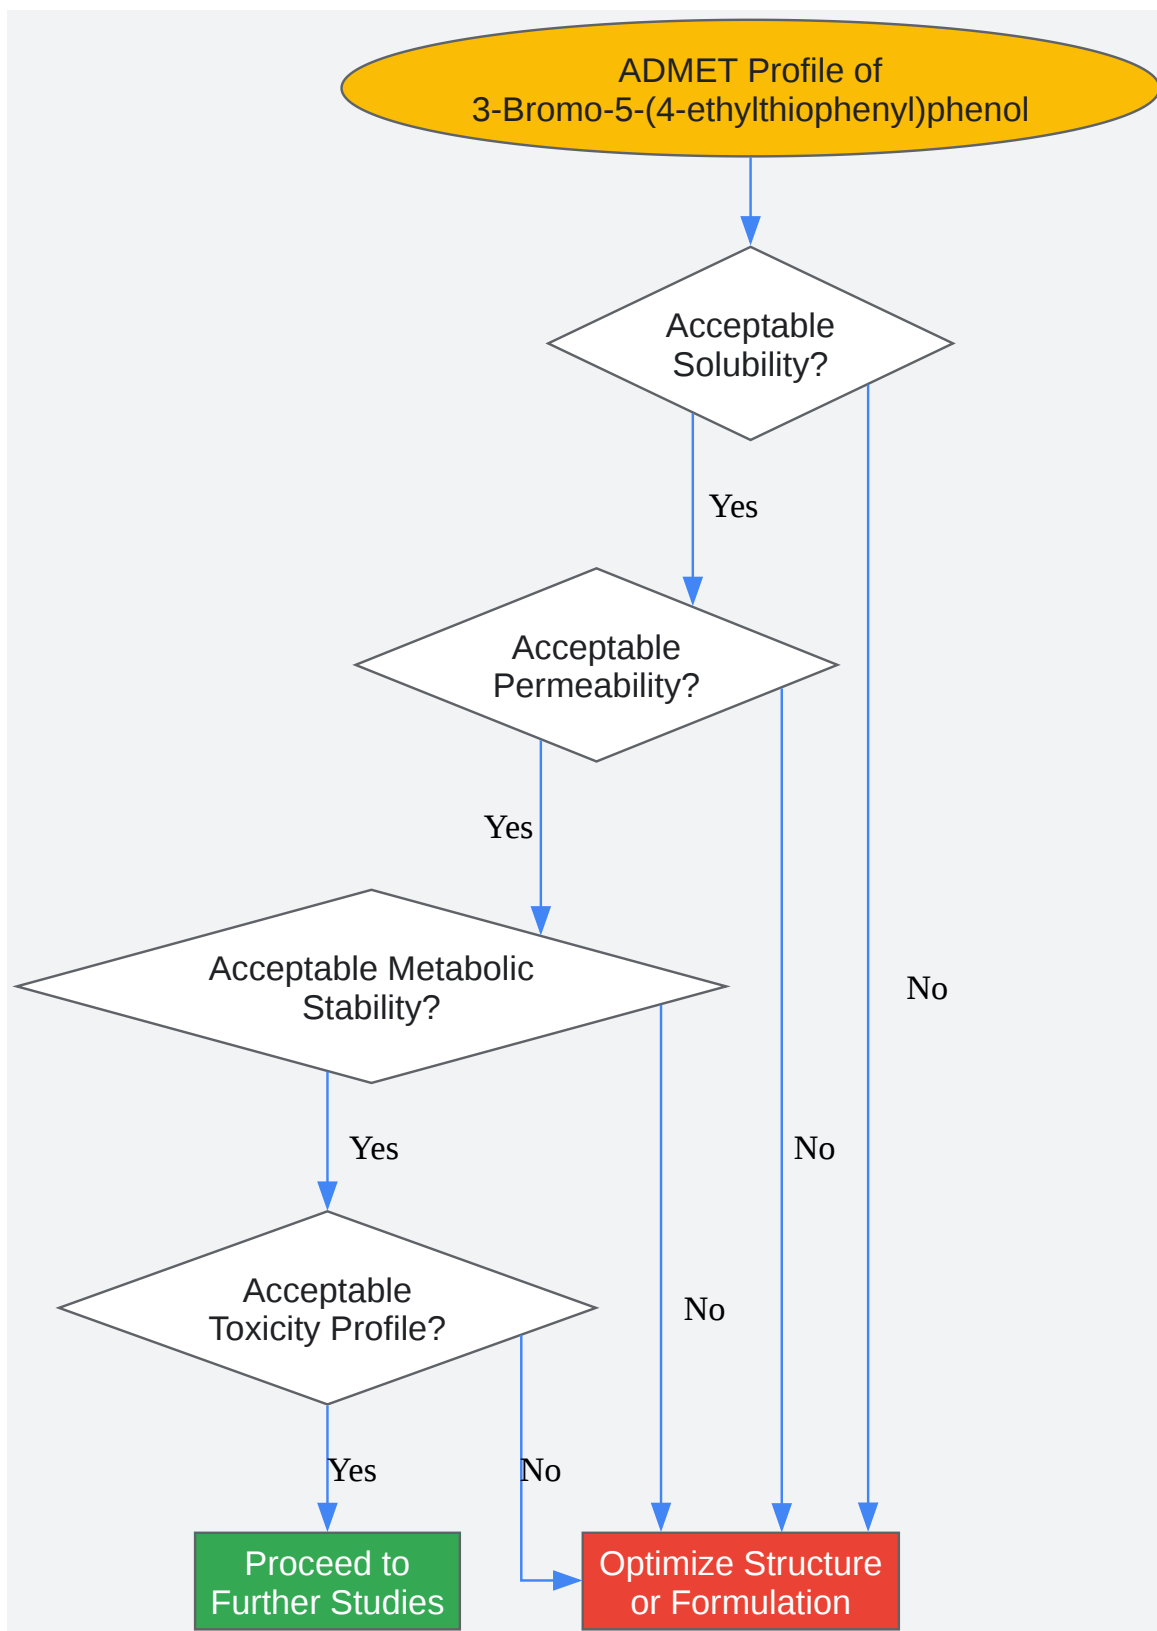 ADMET Profile of
3-Bromo-5-(4-ethylthiophenyl)phenol
Acceptable
Solubility?
Yes
Acceptable
Permeability?
Yes
Acceptable Metabolic
Stability?
No
Yes
No
Acceptable
Toxicity Profile?
No
Yes
No
Proceed to
Further Studies
Optimize Structure
or Formulation